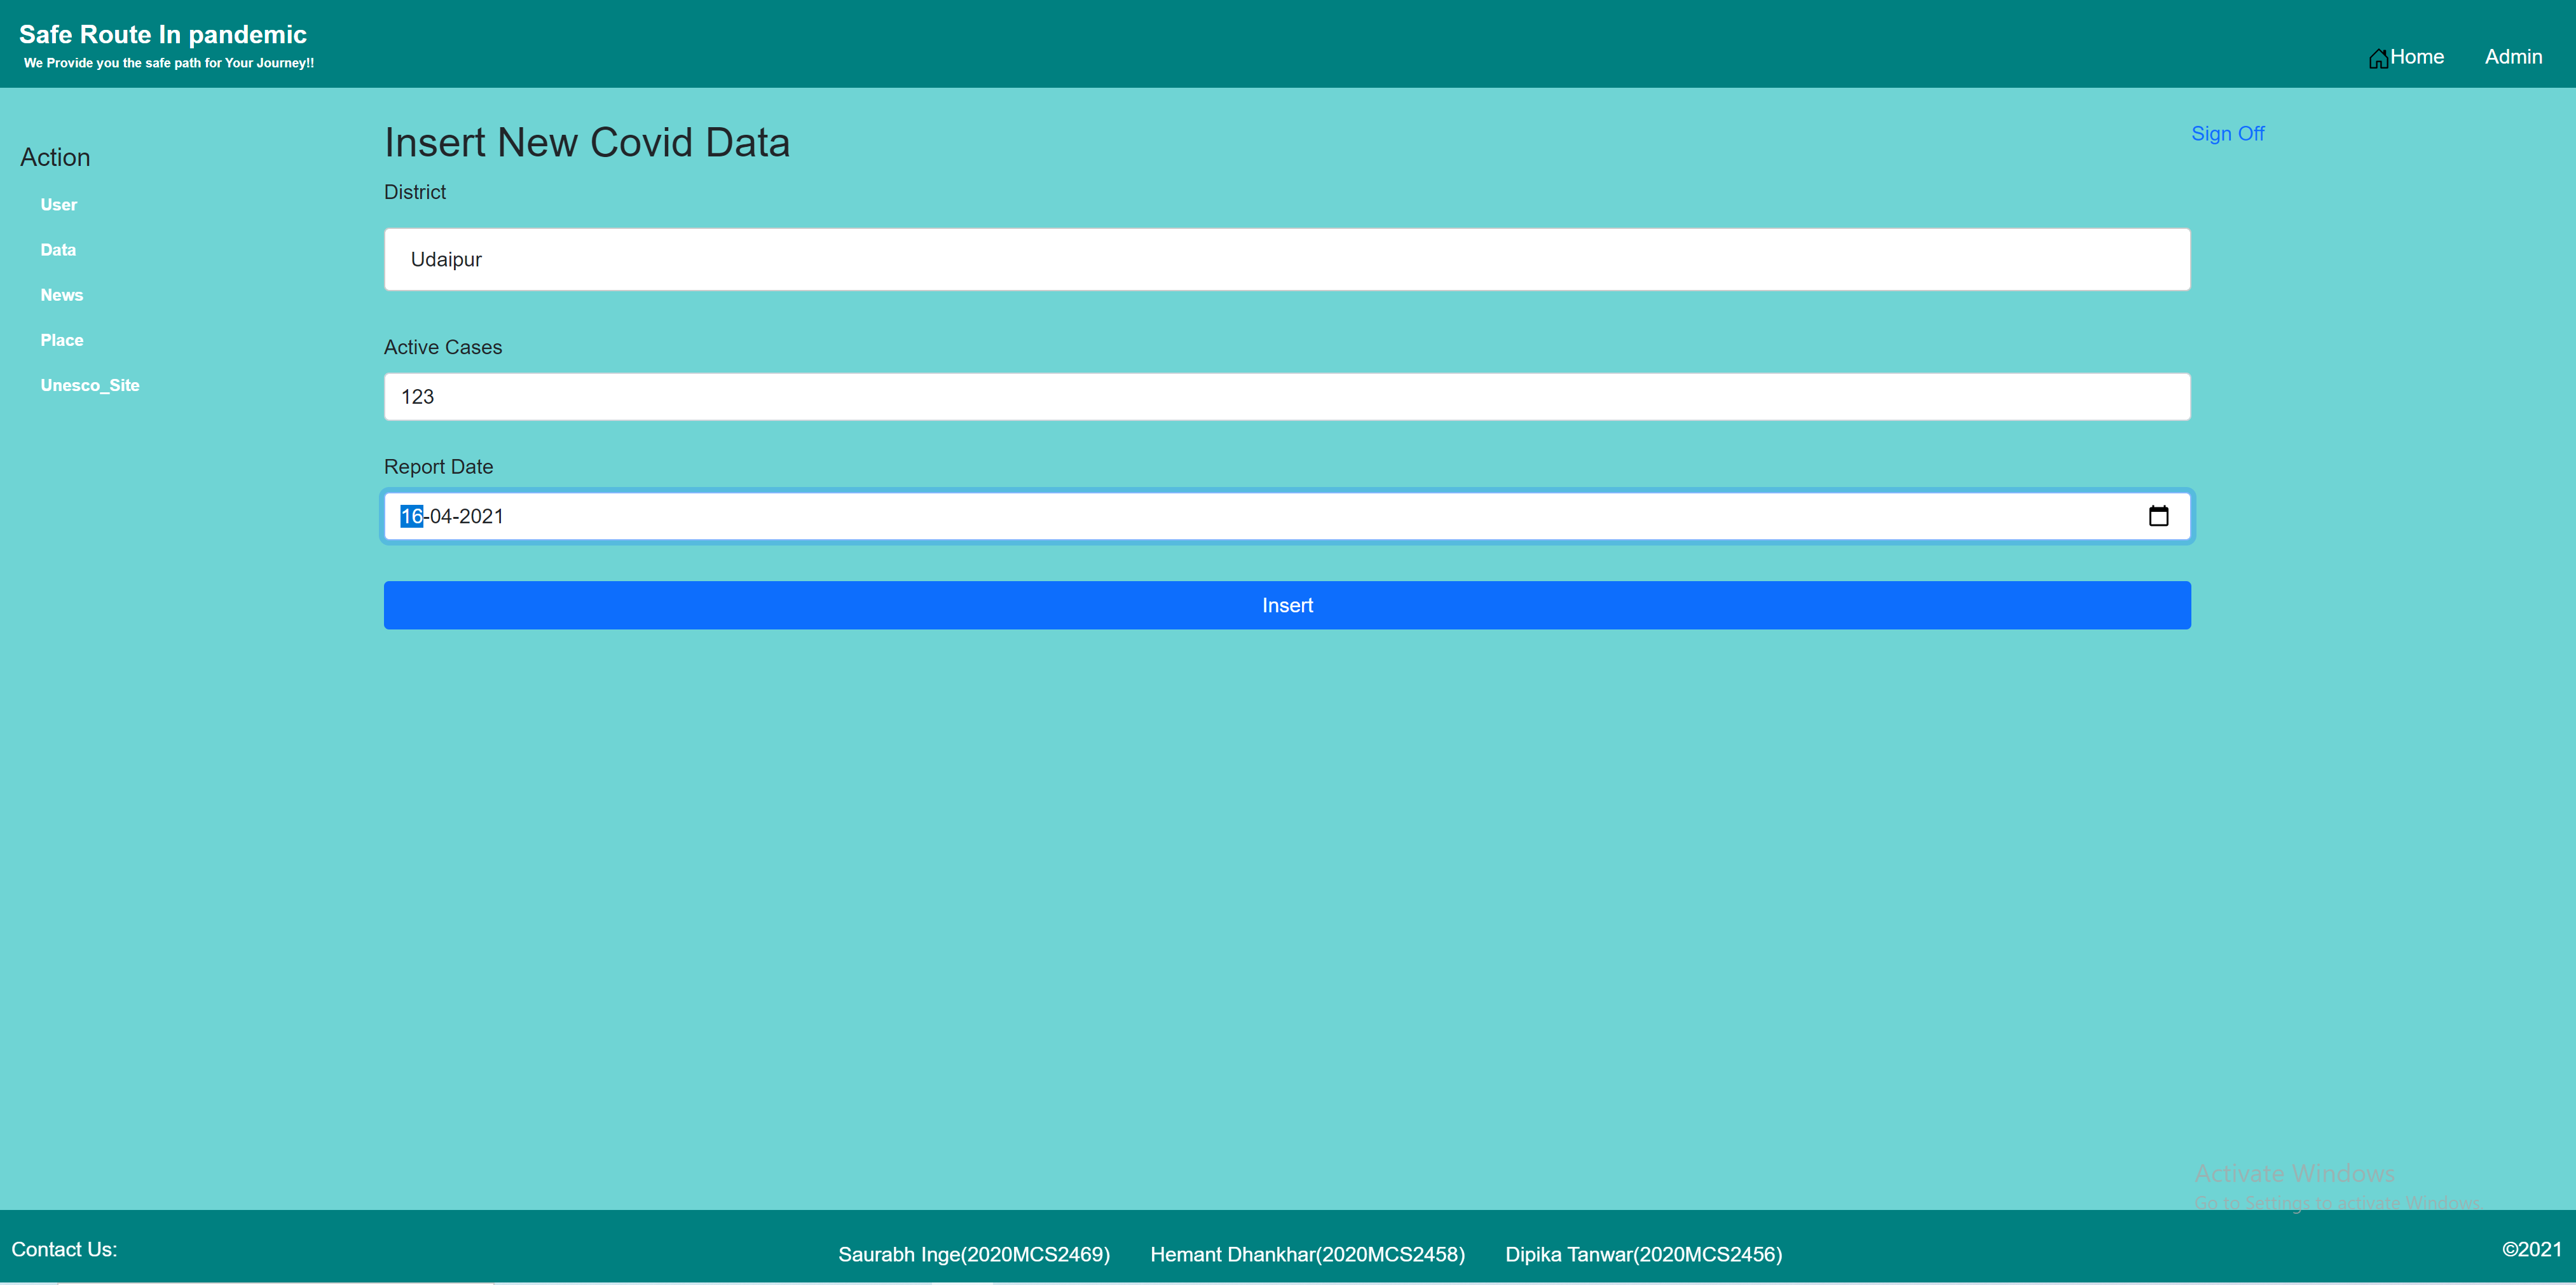 Safe Route In pandemic
We Provide you the safe path for Your Journey!!
Home Admin
Action
User
Data
News
Place
Unesco_Site
Insert New Covid Data
Sign Off
District
Udaipur
Active Cases
123
Report Date
16-04-2021
Insert
Activate Windows
Go to Settings to activate Windows.
Contact Us:
Saurabh Inge(2020MCS2469) Hemant Dhankhar(2020MCS2458) Dipika Tanwar(2020MCS2456)
©2021